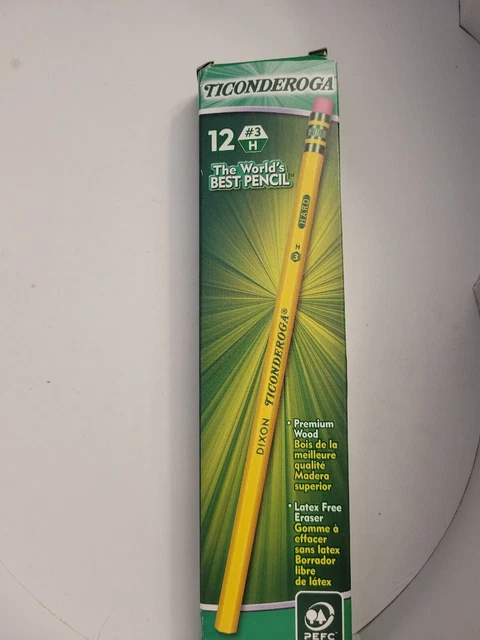 TICONDEROGA
12 #3
H
The World's
BEST PENCIL™
HARD
H
3
DIXON TICONDEROGA®
• Premium
Wood
Bois de la
meilleure
qualité
Madera
superior
• Latex Free
Eraser
Gomme à
effacer
sans latex
Borrador
libre
de látex
PEFC